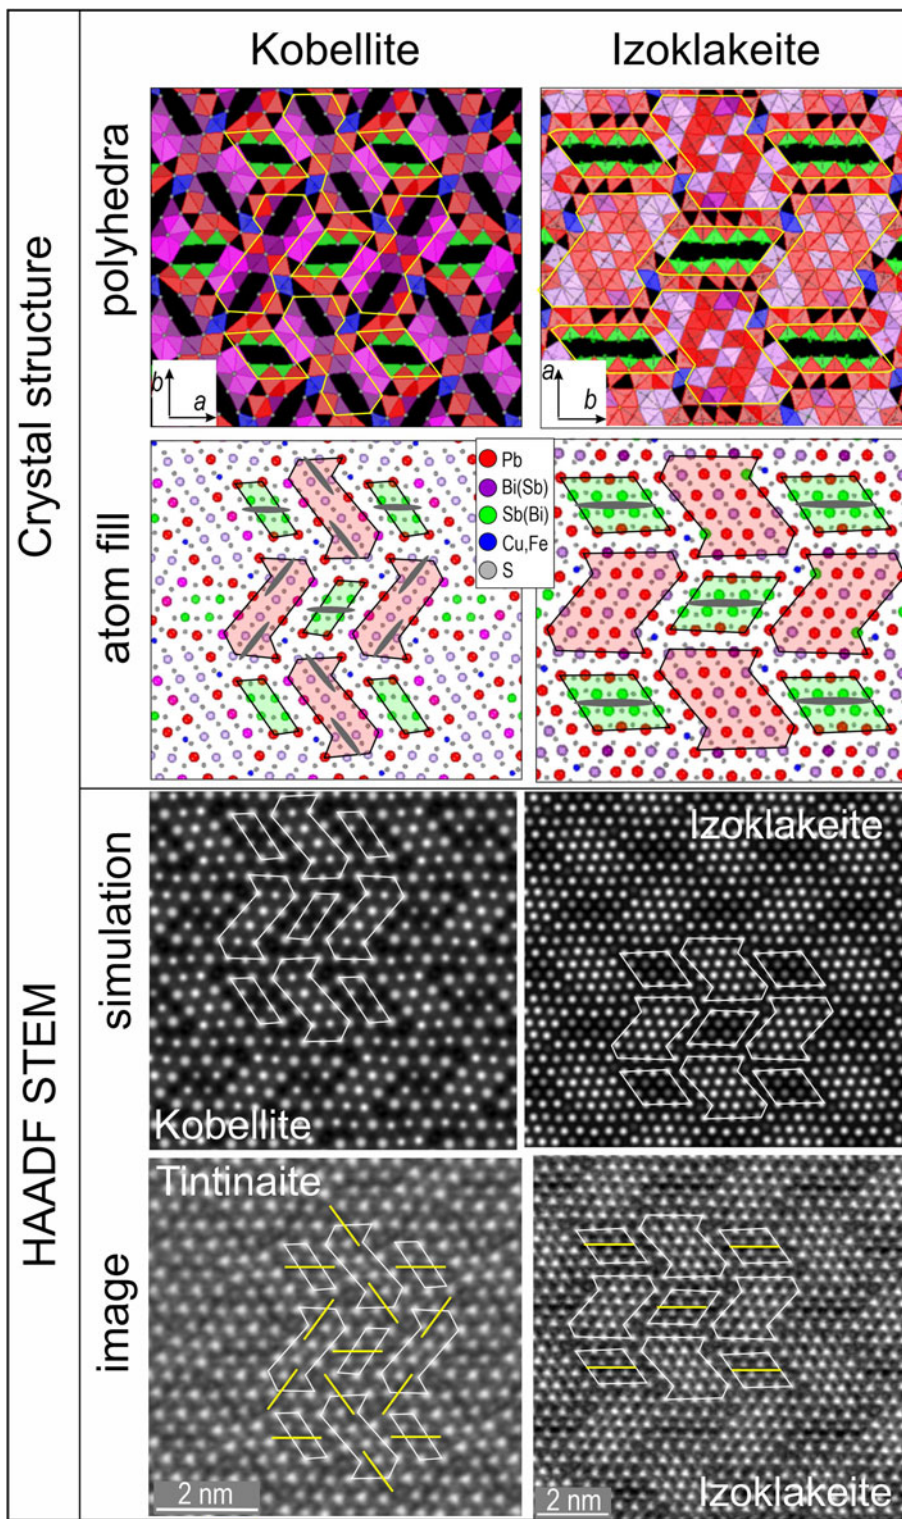 Kobellite
Izoklakeite
Crystal structure
polyhedra
b
a
a
b
atom fill
Pb
Bi(Sb)
Sb(Bi)
Cu,Fe
S
HAADF STEM
simulation
Kobellite
Izoklakeite
image
Tintinaite
2 nm
2 nm
Izoklakeite